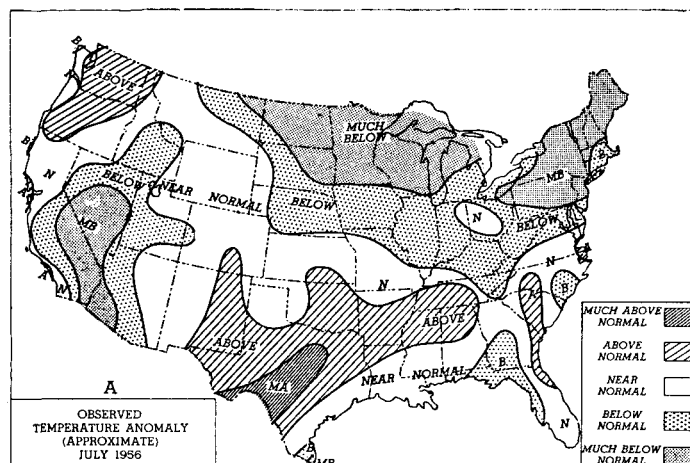 B
N
ABOVE
MUCH
BELOW
B
N
A
BELOW
NEAR
NORMAL
BELOW
MB
MB
N
BELOW
A
N
A
N
N
B
ABOVE
ABOVE
A
B
MA
NEAR
NORMAL
N
B
MB
A
OBSERVED
TEMPERATURE ANOMALY
(APPROXIMATE)
JULY 1956
MUCH ABOVE
NORMAL
ABOVE
NORMAL
NEAR
NORMAL
BELOW
NORMAL
MUCH BELOW
NORMAL